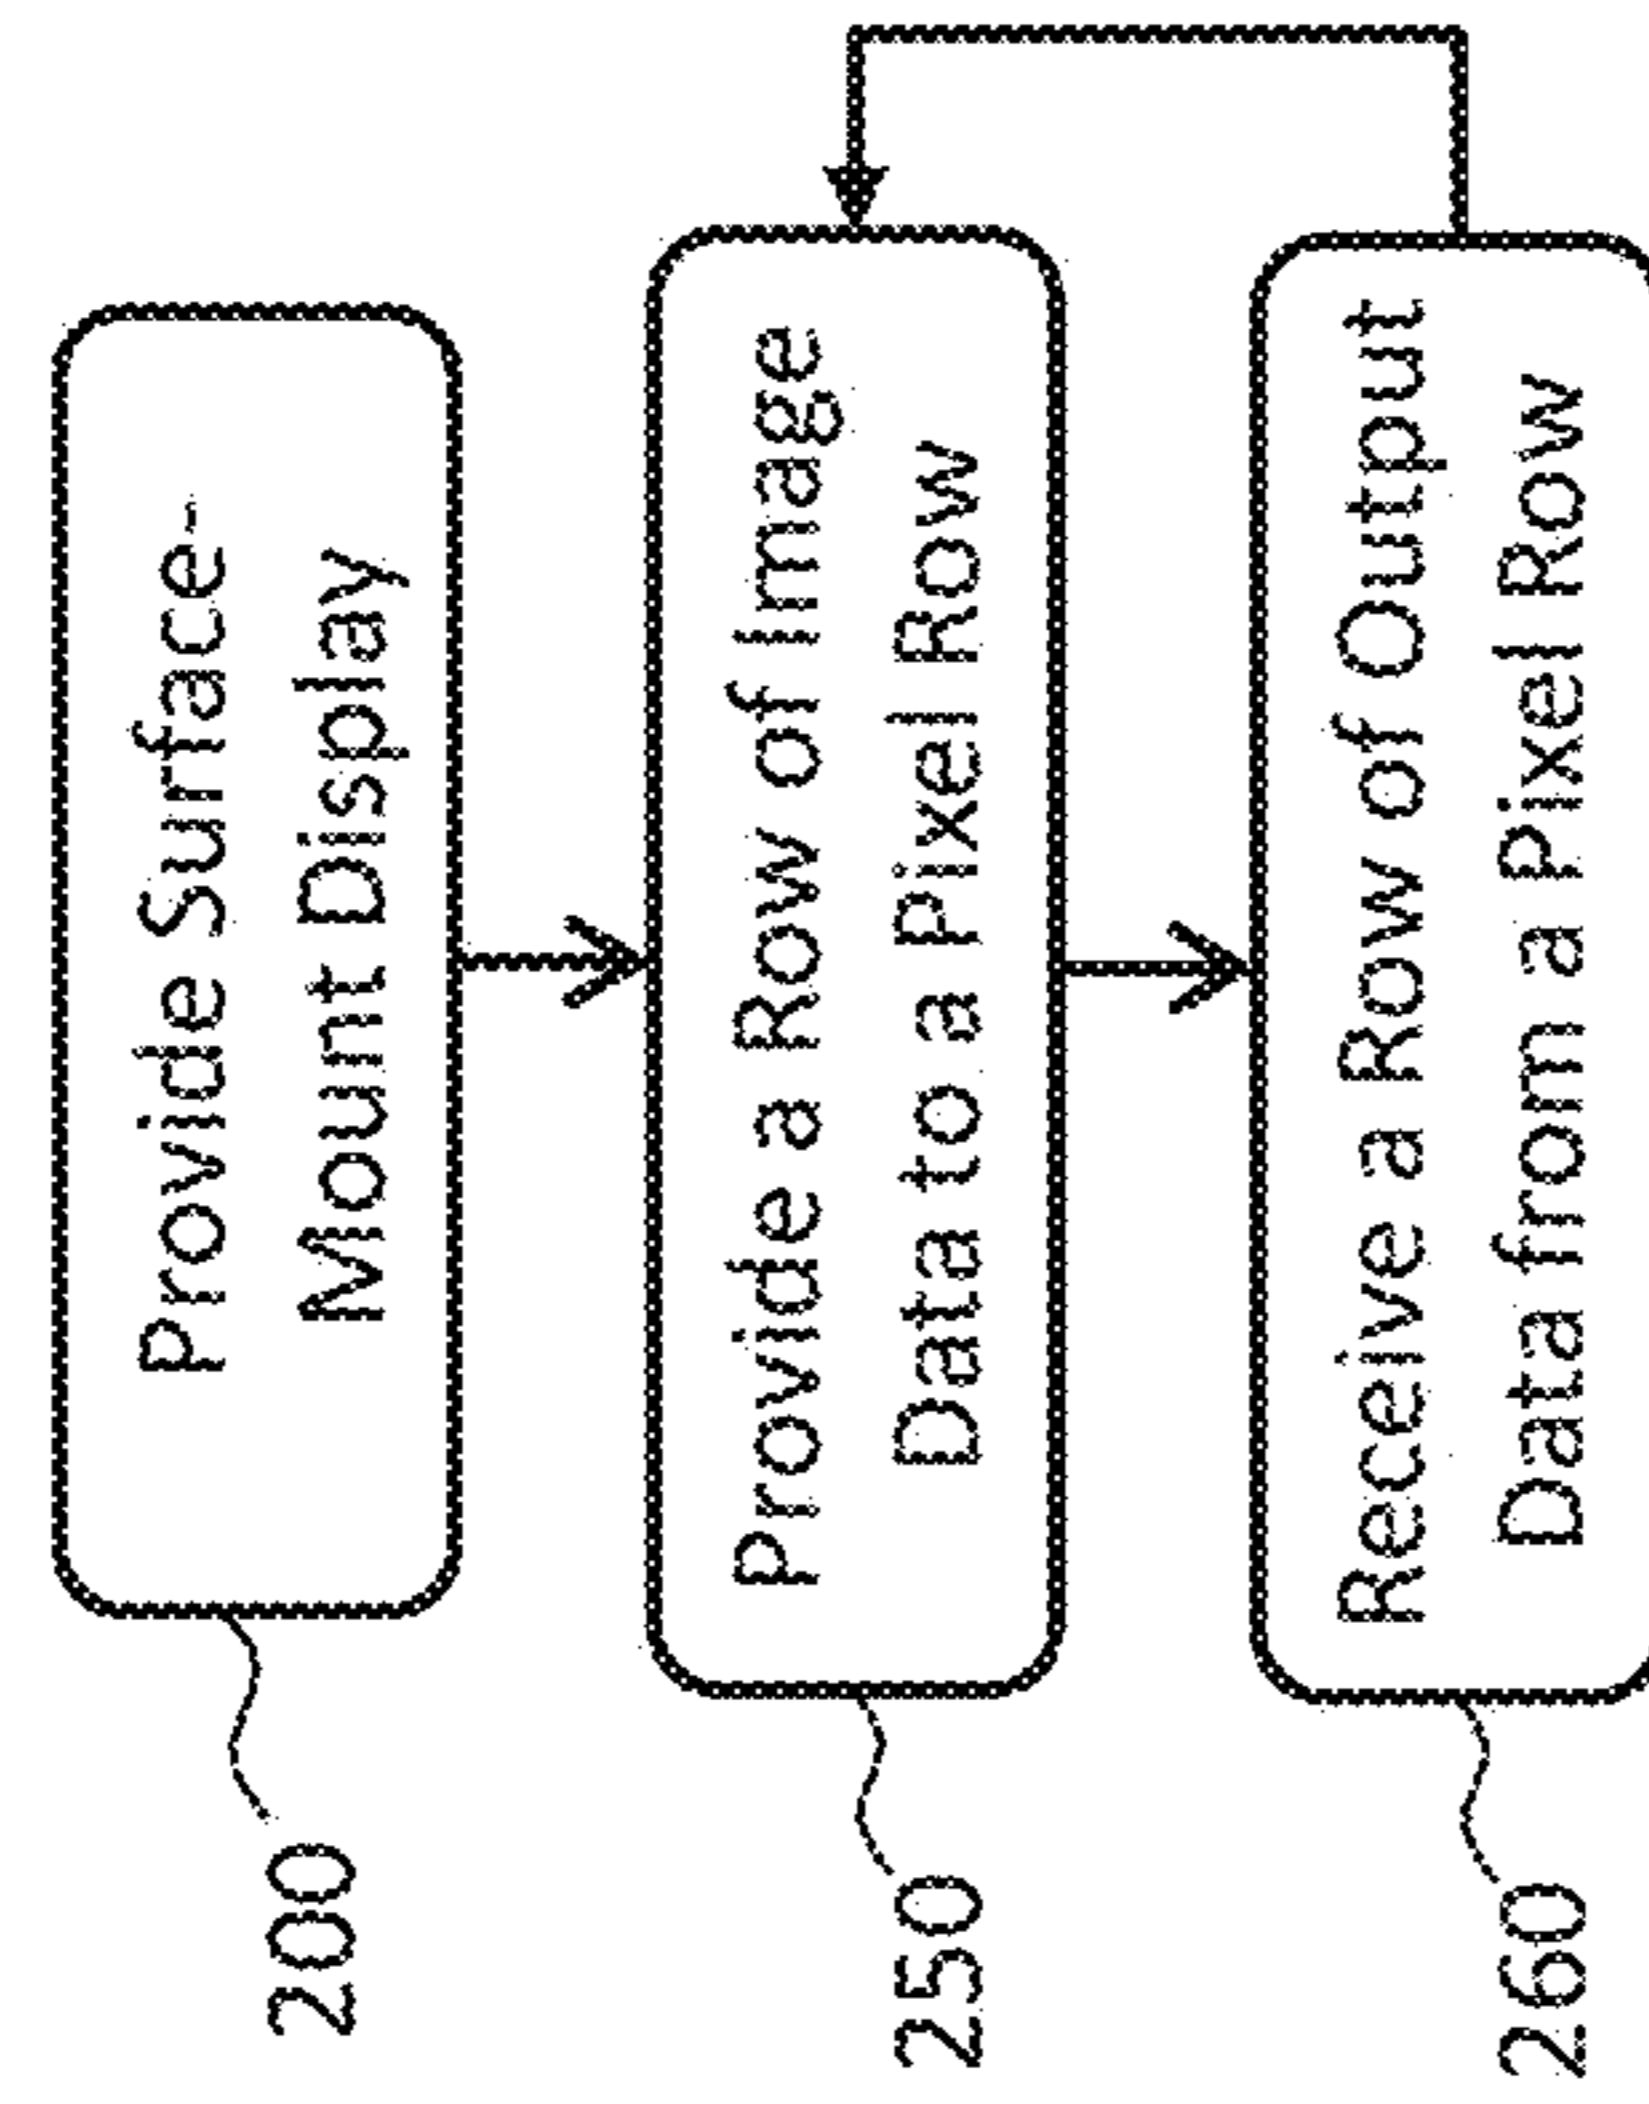 200
Provide Surface-
Mount Display
250
Provide a Row of Image
Data to a Pixel Row
260
Receive a Row of Output
Data from a Pixel Row